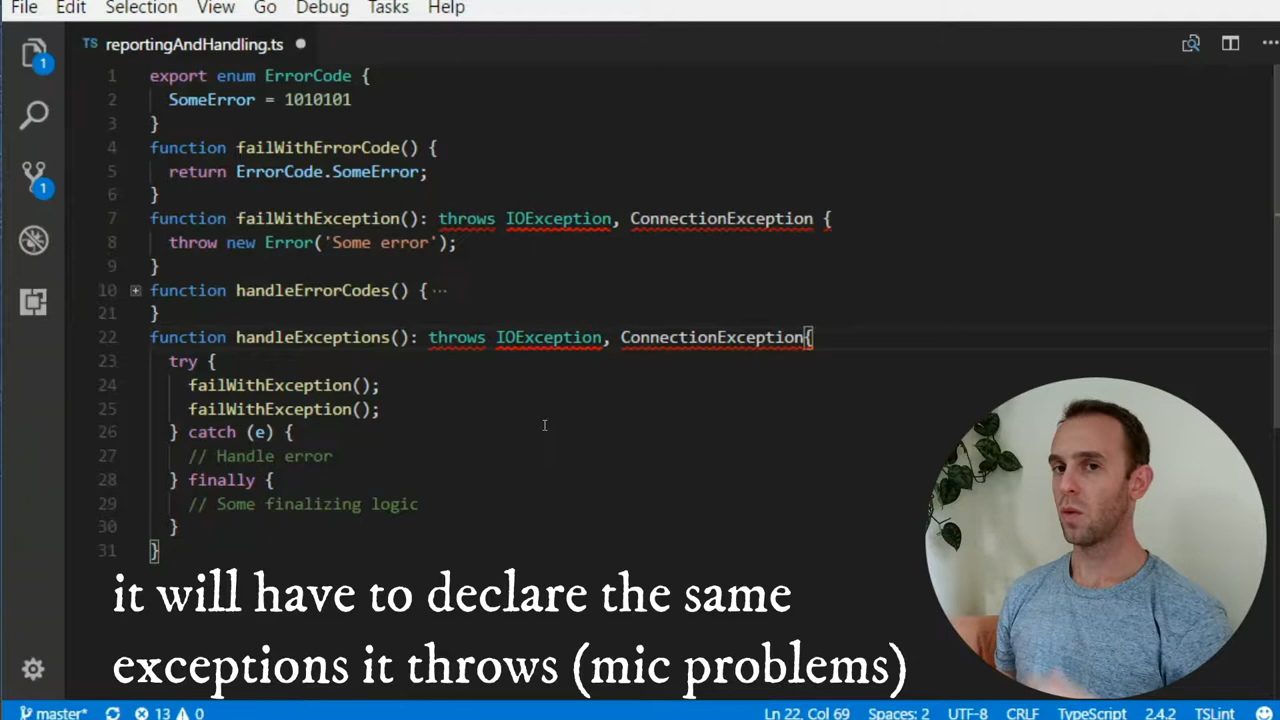 File Edit Selection View Go Debug Tasks Help
TS reportingAndHandling.ts
1 export enum ErrorCode {
2 SomeError = 1010101
3 }
4 function failWithErrorCode() {
5 return ErrorCode.SomeError;
6 }
7 function failWithException(): throws IOException, ConnectionException {
8 throw new Error('Some error');
9 }
10 function handleErrorCodes() { ...
21 }
22 function handleExceptions(): throws IOException, ConnectionException{
23 try {
24 failWithException();
25 failWithException();
26 } catch (e) {
27 // Handle error
28 } finally {
29 // Some finalizing logic
30 }
31 }
1
1
it will have to declare the same
exceptions it throws (mic problems)
master* 13 0 Ln 22, Col 69 Spaces: 2 UTF-8 CRLF TypeScript 2.4.2 TSLint